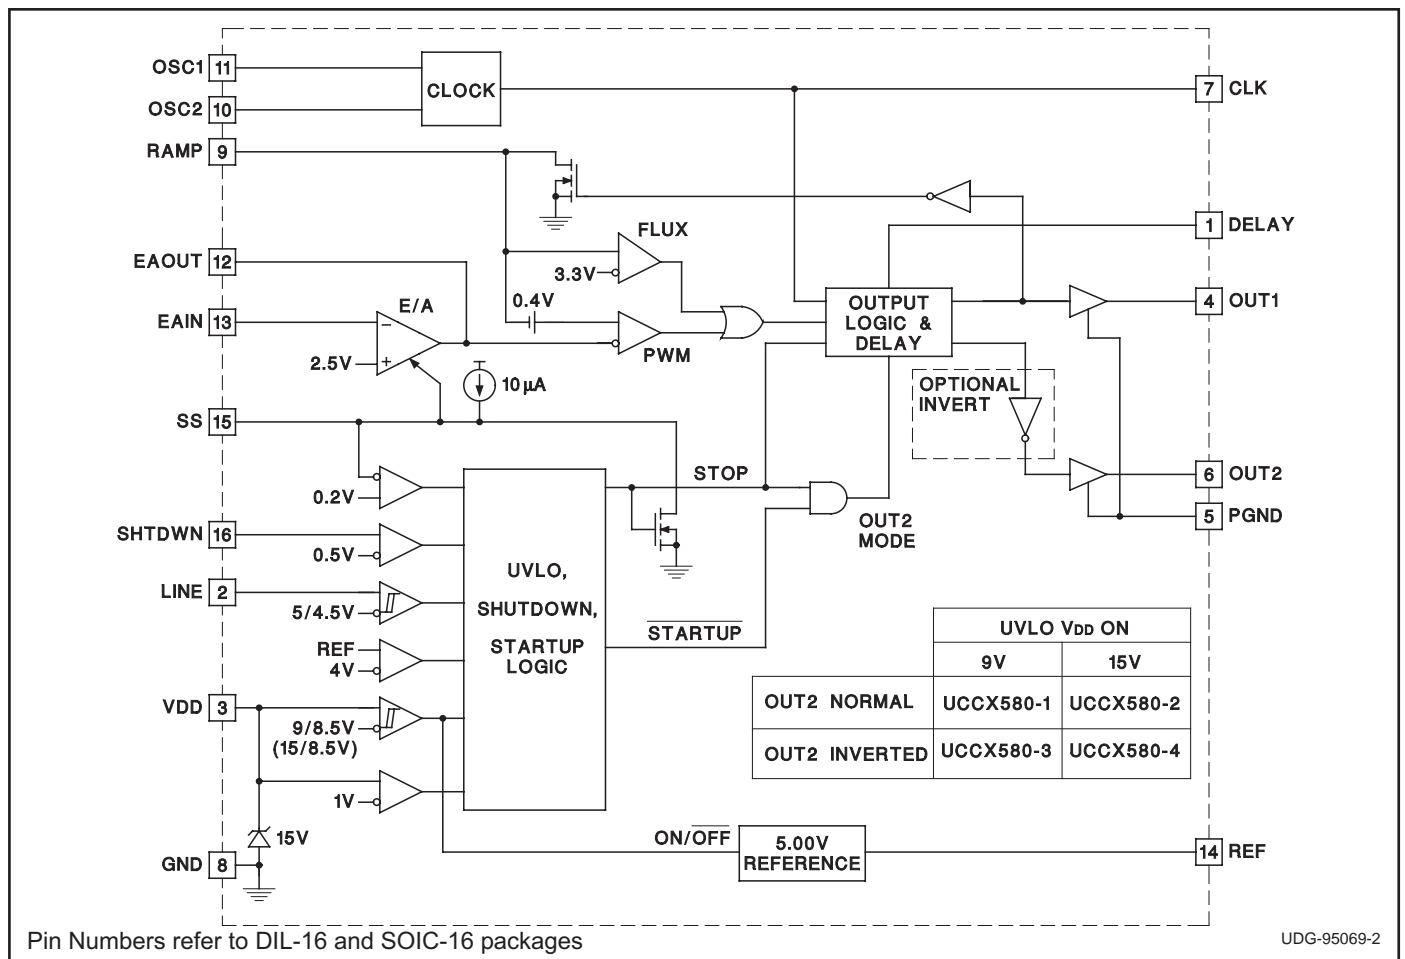 OSC1 11
CLOCK
7 CLK
OSC2 10
RAMP 9
1 DELAY
FLUX
3.3V
EAOUT 12
0.4V
E/A
EAIN 13
2.5V
PWM
OUTPUT
LOGIC &
DELAY
4 OUT1
10 µA
OPTIONAL
INVERT
SS 15
0.2V
STOP
6 OUT2
5 PGND
OUT2
MODE
SHTDWN 16
0.5V
LINE 2
5/4.5V
UVLO,
SHUTDOWN,
STARTUP
LOGIC
STARTUP
REF
4V
VDD 3
9/8.5V
(15/8.5V)
1V
15V
GND 8
UVLO VDD ON
9V 15V
OUT2 NORMAL UCCX580-1 UCCX580-2
OUT2 INVERTED UCCX580-3 UCCX580-4
ON/OFF
5.00V
REFERENCE
14 REF
Pin Numbers refer to DIL-16 and SOIC-16 packages
UDG-95069-2